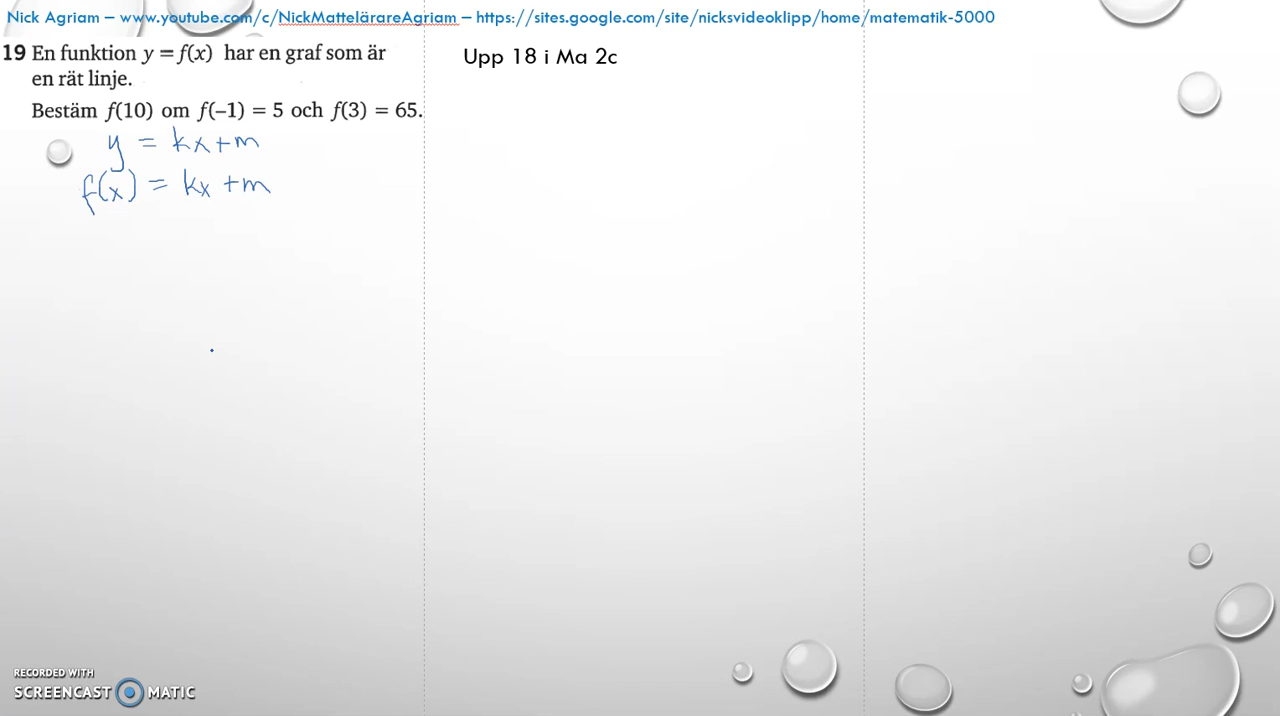 Nick Agriam – www.youtube.com/c/NickMattelärareAgriam – https://sites.google.com/site/nicksvideoklipp/home/matematik-5000
19 En funktion y = f(x) har en graf som är
en rät linje.
Bestäm f(10) om f(–1) = 5 och f(3) = 65.
y = kx+m
f(x) = kx +m
Upp 18 i Ma 2c
RECORDED WITH
SCREENCAST MATIC